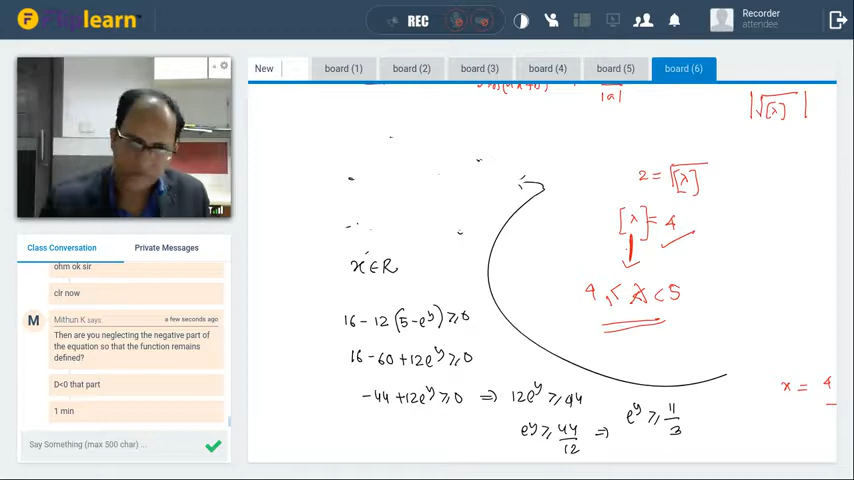 Fliplearn
REC
Recorder
attendee
New
board (1)
board (2)
board (3)
board (4)
board (5)
board (6)
Class Conversation
Private Messages
ohm ok sir
clr now
M
Mithun K says:
a few seconds ago
Then are you neglecting the negative part of
the equation so that the function remains
defined?
D<0 that part
1 min
Say Something (max 500 char) ...
|a|
|√[λ]|
2 = √[λ]
[λ] = 4
4 ≤ λ < 5
x ∈ R
16-12(5-e^y) ≥ 0
16-60+12e^y ≥ 0
-44+12e^y ≥ 0 ⇒ 12e^y ≥ 44
e^y ≥ 44/12 ⇒ e^y ≥ 11/3
x = 4